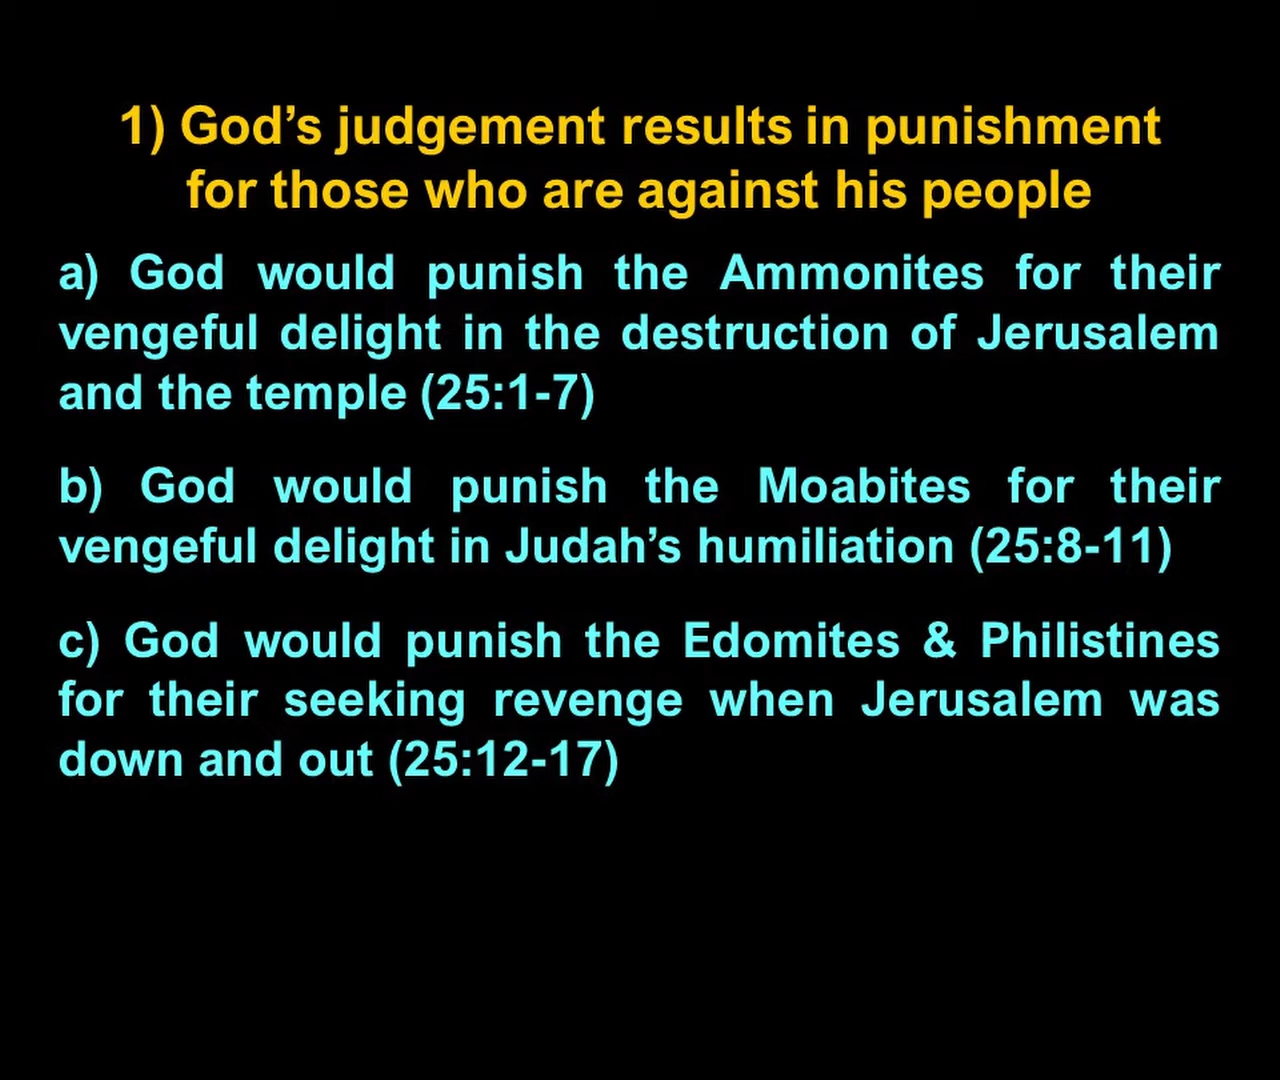 1) God’s judgement results in punishment
for those who are against his people
a) God would punish the Ammonites for their
vengeful delight in the destruction of Jerusalem
and the temple (25:1-7)
b) God would punish the Moabites for their
vengeful delight in Judah’s humiliation (25:8-11)
c) God would punish the Edomites & Philistines
for their seeking revenge when Jerusalem was
down and out (25:12-17)